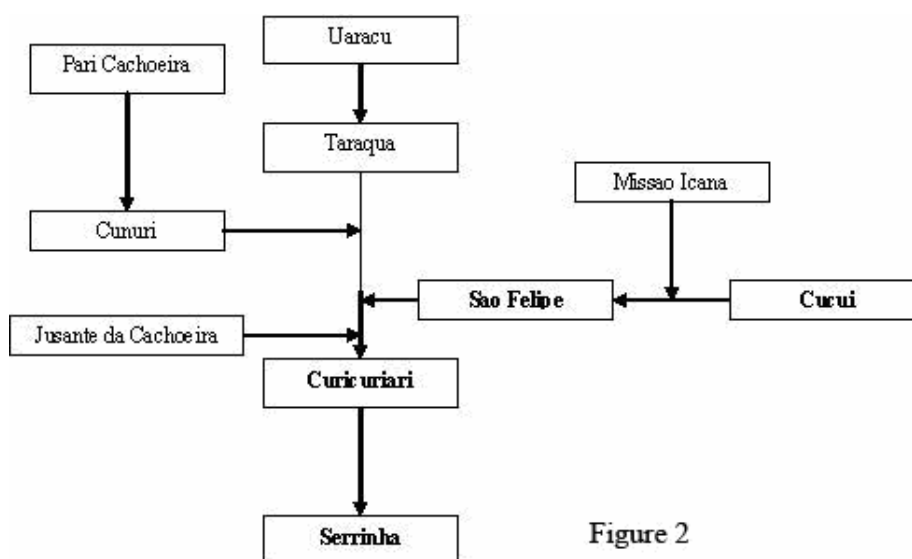 Uaracu
Pari Cachoeira
Taraqua
Missao Icana
Cunuri
Sao Felipe
Cucui
Jusante da Cachoeira
Curicuriari
Serrinha
Figure 2